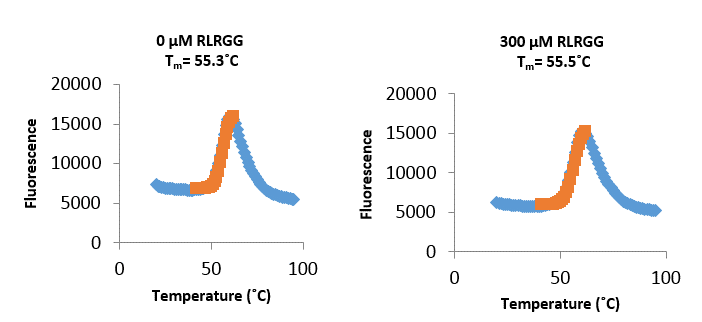 0 µM RLRGG
Tm= 55.3˚C
20000
15000
10000
5000
0
Fluorescence
0
50
100
Temperature (˚C)
300 µM RLRGG
Tm= 55.5˚C
20000
15000
10000
5000
0
Fluorescence
0
50
100
Temperature (˚C)